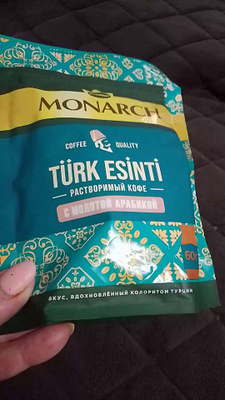 MONARCH
COFFEE QUALITY
TÜRK ESINTI
РАСТВОРИМЫЙ КОФЕ
С МОЛОТОЙ АРАБИКОЙ
60г
ВКУС, ВДОХНОВЛЁННЫЙ КОЛОРИТОМ ТУРЦИИ